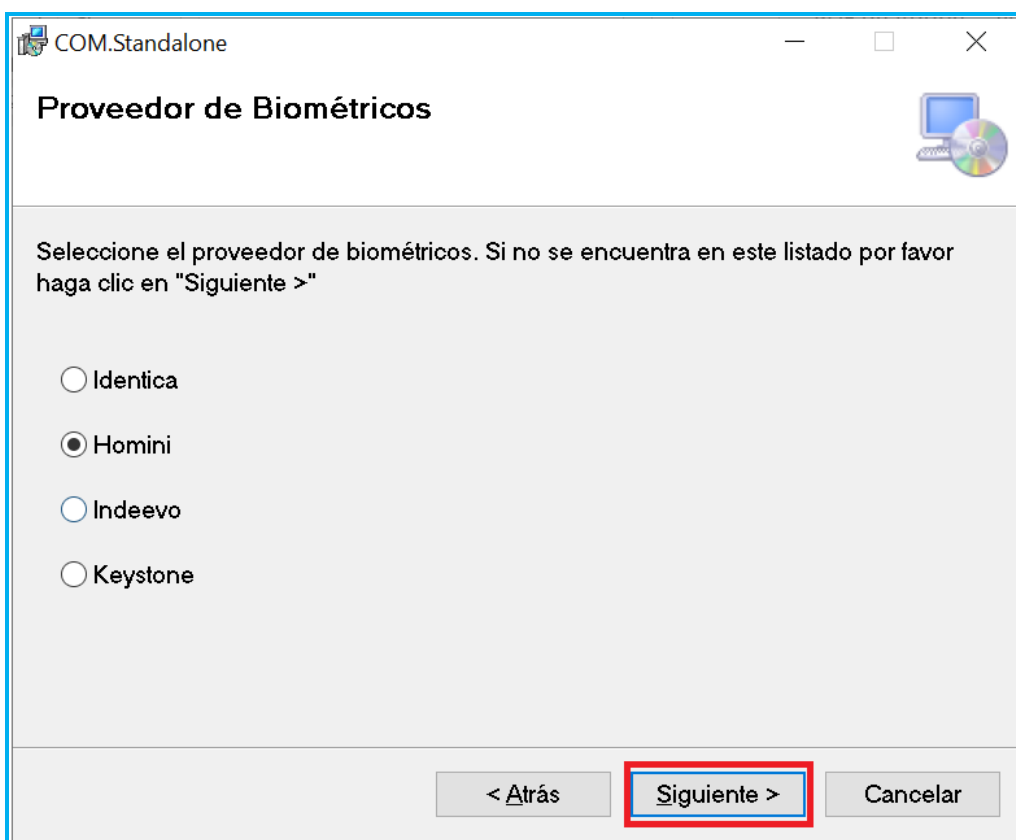 COM.Standalone
Proveedor de Biométricos
Seleccione el proveedor de biométricos. Si no se encuentra en este listado por favor
haga clic en "Siguiente >"
Identica
Homini
Indeevo
Keystone
< Atrás
Siguiente >
Cancelar